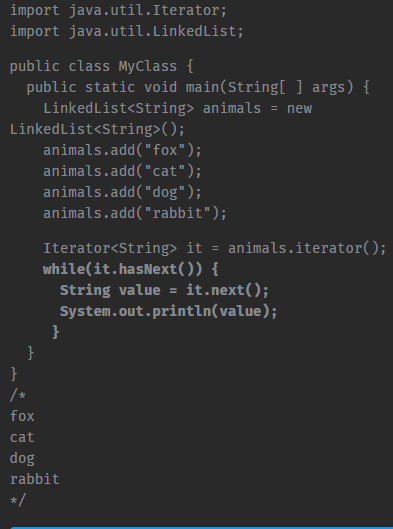 import java.util.Iterator;
import java.util.LinkedList;
public class MyClass {
public static void main(String[ ] args) {
LinkedList<String> animals = new
LinkedList<String>();
animals.add("fox");
animals.add("cat");
animals.add("dog");
animals.add("rabbit");
Iterator<String> it = animals.iterator();
while(it.hasNext()) {
String value = it.next();
System.out.println(value);
}
}
}
/*
fox
cat
dog
rabbit
*/